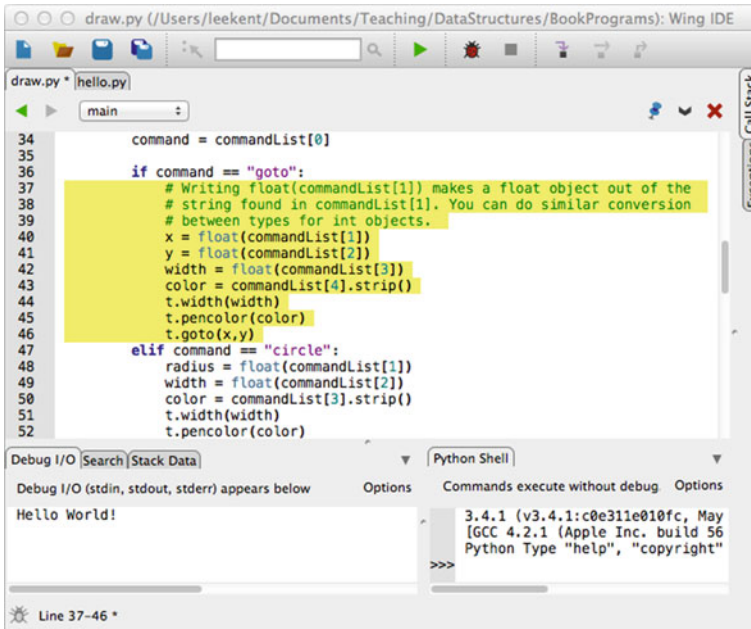 draw.py (/Users/leekent/Documents/Teaching/DataStructures/BookPrograms): Wing IDE
draw.py * hello.py
main
34 command = commandList[0]
35
36 if command == "goto":
37 # Writing float(commandList[1]) makes a float object out of the
38 # string found in commandList[1]. You can do similar conversion
39 # between types for int objects.
40 x = float(commandList[1])
41 y = float(commandList[2])
42 width = float(commandList[3])
43 color = commandList[4].strip()
44 t.width(width)
45 t.pencolor(color)
46 t.goto(x,y)
47 elif command == "circle":
48 radius = float(commandList[1])
49 width = float(commandList[2])
50 color = commandList[3].strip()
51 t.width(width)
52 t.pencolor(color)
Call Stack
Exceptions
Debug I/O Search Stack Data
Debug I/O (stdin, stdout, stderr) appears below Options
Hello World!
Python Shell
Commands execute without debug. Options
3.4.1 (v3.4.1:c0e311e010fc, May
[GCC 4.2.1 (Apple Inc. build 56
Python Type "help", "copyright"
>>>
Line 37-46 *